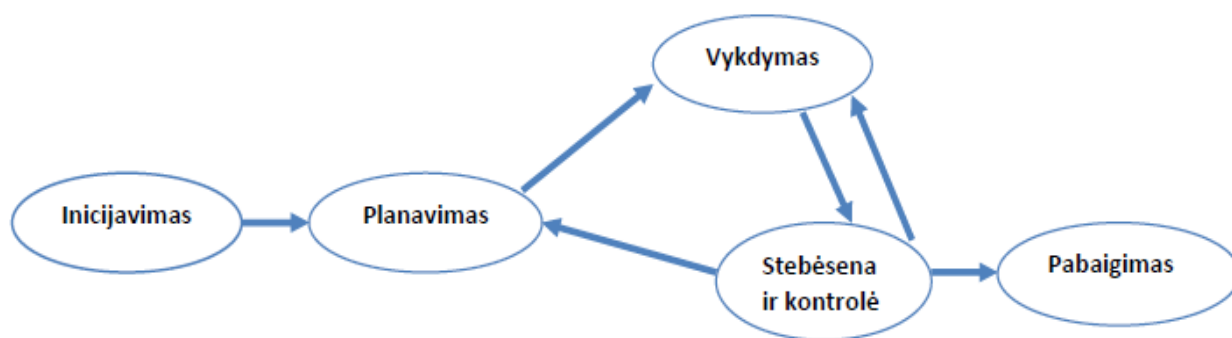 Vykdymas
Inicijavimas
Planavimas
Stebėsena
ir kontrolė
Pabaigimas